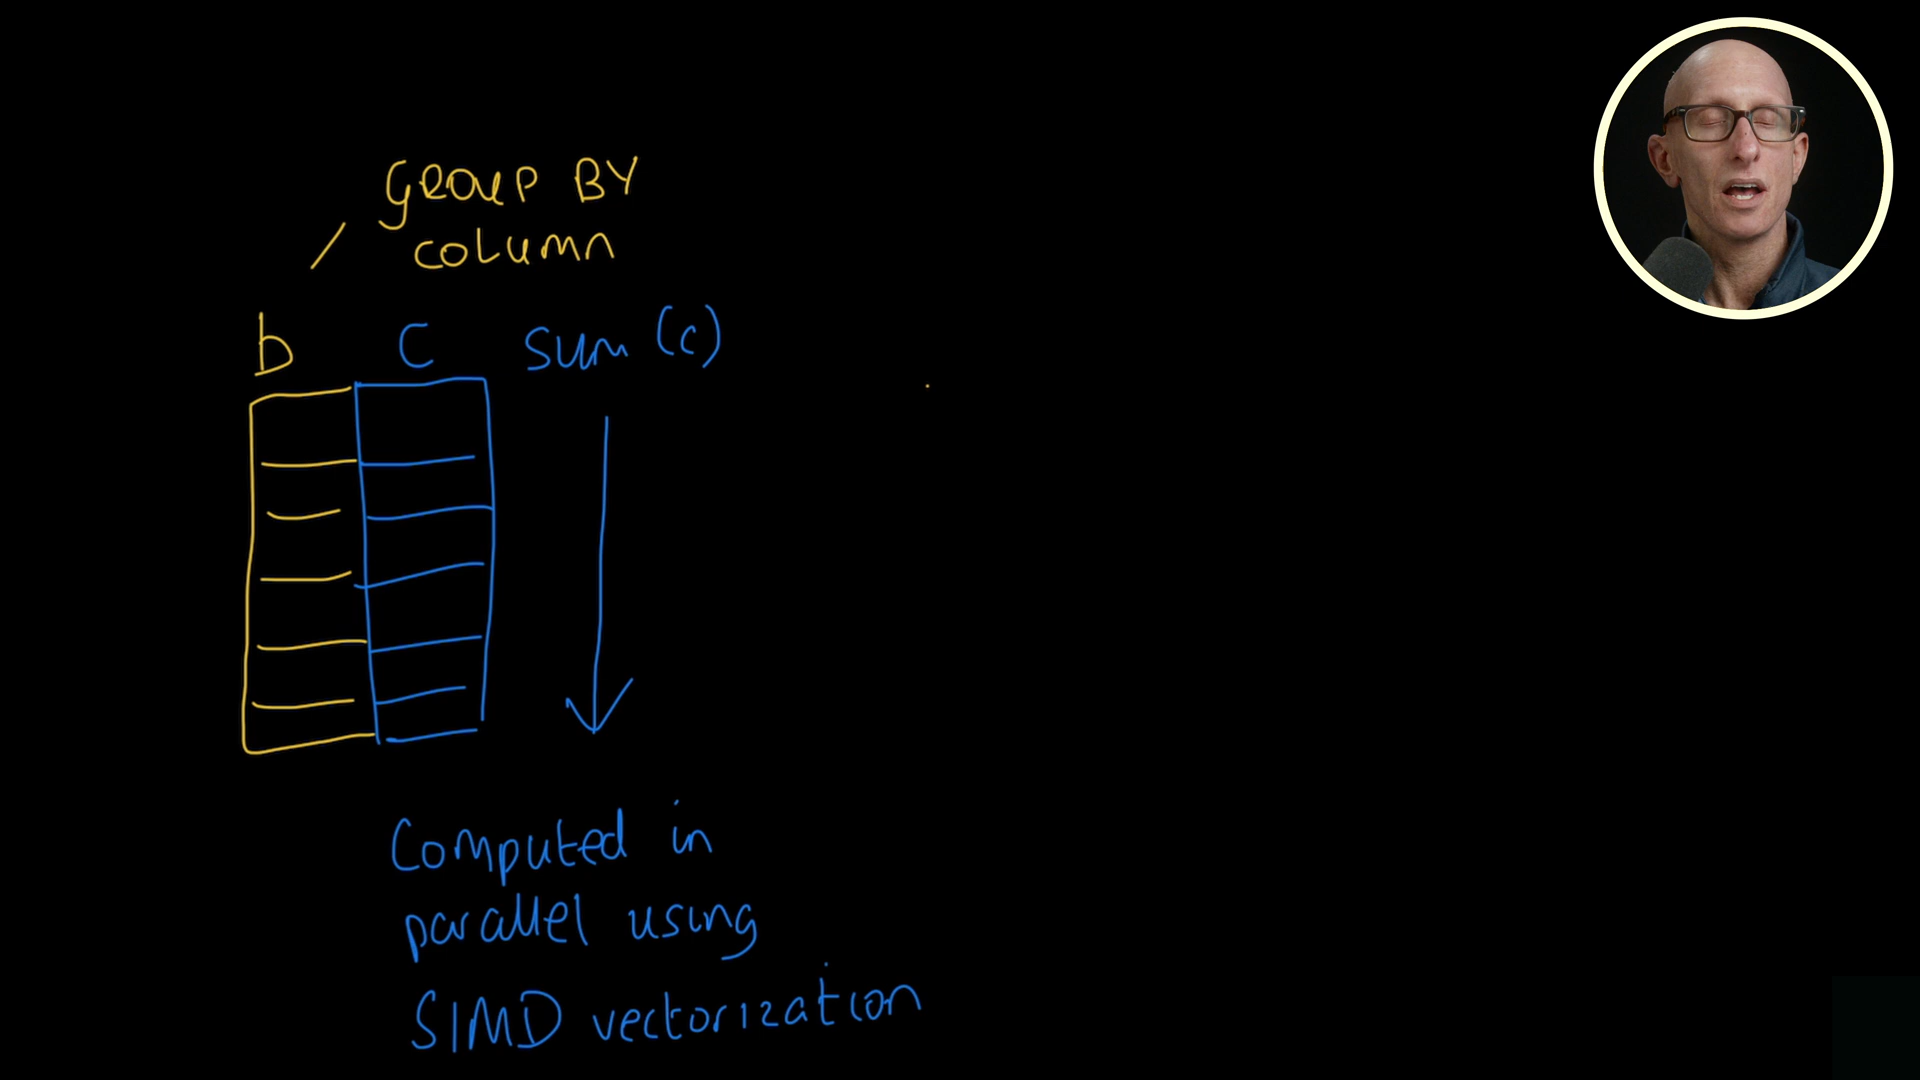 GROUP BY
COLUMN
b C sum (c)
Computed in
parallel using
SIMD vectorization